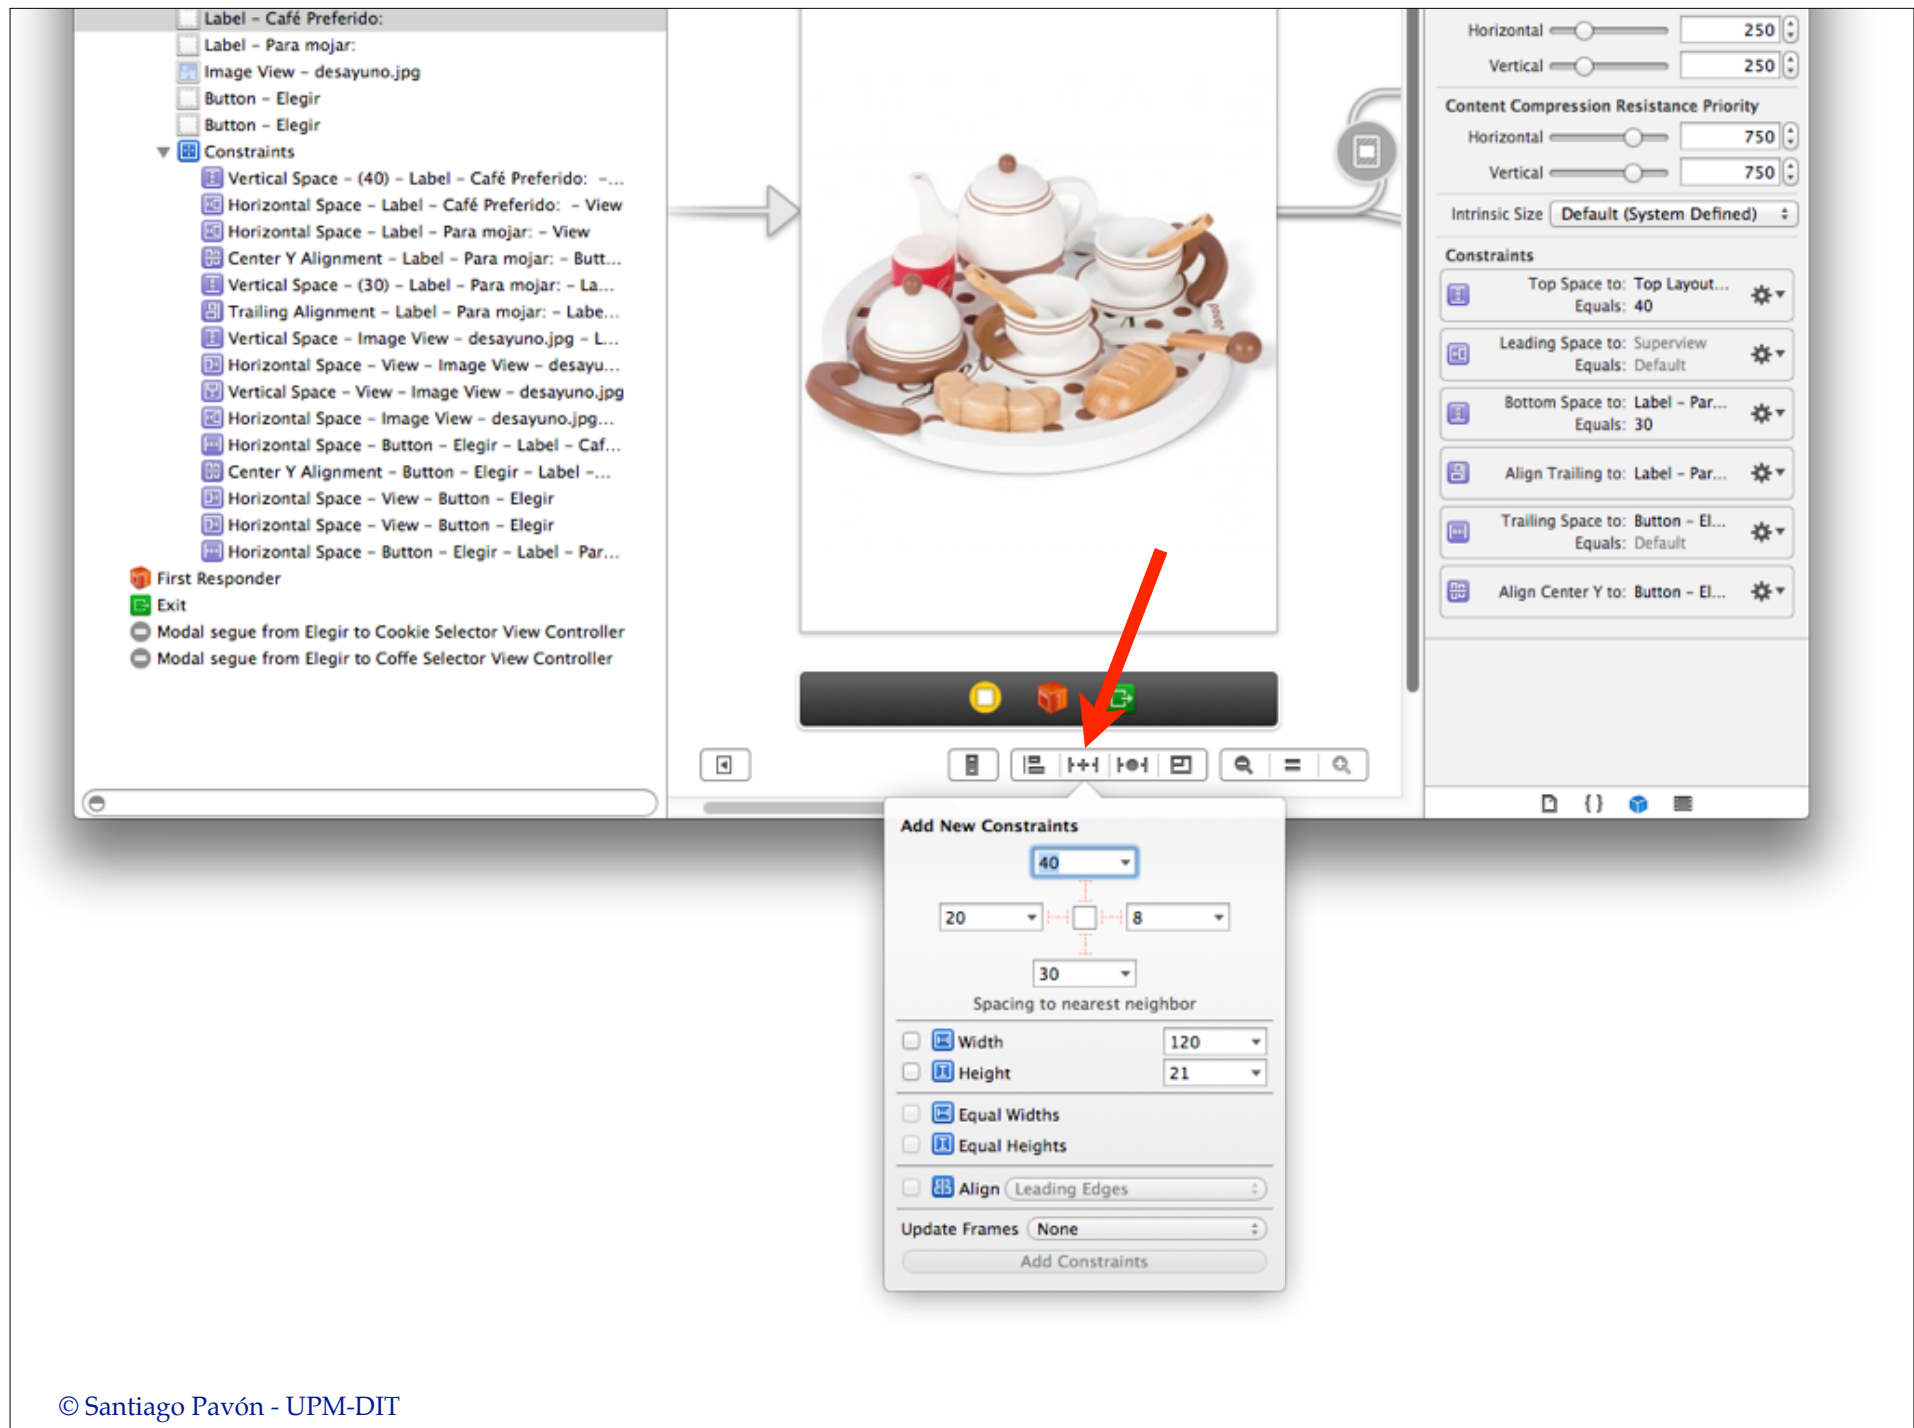 Label – Café Preferido:
Label – Para mojar:
Image View – desayuno.jpg
Button – Elegir
Button – Elegir
Constraints
Vertical Space – (40) – Label – Café Preferido: –...
Horizontal Space – Label – Café Preferido: – View
Horizontal Space – Label – Para mojar: – View
Center Y Alignment – Label – Para mojar: – Butt...
Vertical Space – (30) – Label – Para mojar: – La...
Trailing Alignment – Label – Para mojar: – Labe...
Vertical Space – Image View – desayuno.jpg – L...
Horizontal Space – View – Image View – desayu...
Vertical Space – View – Image View – desayuno.jpg
Horizontal Space – Image View – desayuno.jpg...
Horizontal Space – Button – Elegir – Label – Caf...
Center Y Alignment – Button – Elegir – Label –...
Horizontal Space – View – Button – Elegir
Horizontal Space – View – Button – Elegir
Horizontal Space – Button – Elegir – Label – Par...
First Responder
Exit
Modal segue from Elegir to Cookie Selector View Controller
Modal segue from Elegir to Coffe Selector View Controller
Janod
Horizontal 250
Vertical 250
Content Compression Resistance Priority
Horizontal 750
Vertical 750
Intrinsic Size Default (System Defined)
Constraints
Top Space to: Top Layout...
Equals: 40
Leading Space to: Superview
Equals: Default
Bottom Space to: Label – Par...
Equals: 30
Align Trailing to: Label – Par...
Trailing Space to: Button – El...
Equals: Default
Align Center Y to: Button – El...
Add New Constraints
40
20 8
30
Spacing to nearest neighbor
Width 120
Height 21
Equal Widths
Equal Heights
Align Leading Edges
Update Frames None
Add Constraints
© Santiago Pavón - UPM-DIT